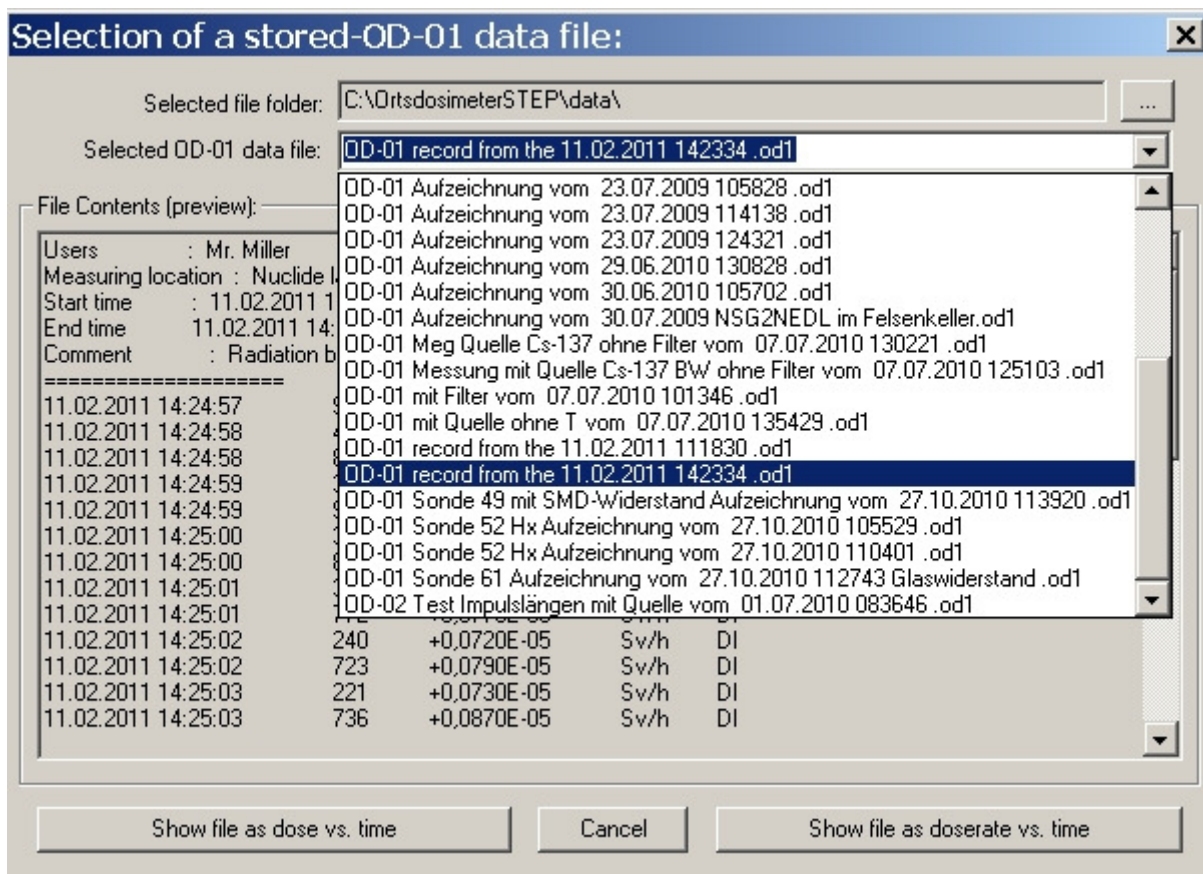 Selection of a stored-OD-01 data file:
Selected file folder: C:\OrtsdosimeterSTEP\data\ ...
Selected OD-01 data file: OD-01 record from the 11.02.2011 142334 .od1
OD-01 Aufzeichnung vom  23.07.2009 105828 .od1
OD-01 Aufzeichnung vom  23.07.2009 114138 .od1
OD-01 Aufzeichnung vom  23.07.2009 124321 .od1
OD-01 Aufzeichnung vom  29.06.2010 130828 .od1
OD-01 Aufzeichnung vom  30.06.2010 105702 .od1
OD-01 Aufzeichnung vom  30.07.2009 NSG2NEDL im Felsenkeller.od1
OD-01 Meg Quelle Cs-137 ohne Filter vom  07.07.2010 130221 .od1
OD-01 Messung mit Quelle Cs-137 BW ohne Filter vom  07.07.2010 125103 .od1
OD-01 mit Filter vom  07.07.2010 101346 .od1
OD-01 mit Quelle ohne T vom  07.07.2010 135429 .od1
OD-01 record from the 11.02.2011 111830 .od1
OD-01 record from the 11.02.2011 142334 .od1
OD-01 Sonde 49 mit SMD-Widerstand Aufzeichnung vom  27.10.2010 113920 .od1
OD-01 Sonde 52 Hx Aufzeichnung vom  27.10.2010 105529 .od1
OD-01 Sonde 52 Hx Aufzeichnung vom  27.10.2010 110401 .od1
OD-01 Sonde 61 Aufzeichnung vom  27.10.2010 112743 Glaswiderstand .od1
OD-02 Test Impulslängen mit Quelle vom  01.07.2010 083646 .od1
File Contents (preview):
Users : Mr. Miller
Measuring location : Nuclide
Start time : 11.02.2011
End time 11.02.2011 14:
Comment : Radiation
=====================
11.02.2011 14:24:57
11.02.2011 14:24:58
11.02.2011 14:24:58
11.02.2011 14:24:59
11.02.2011 14:24:59
11.02.2011 14:25:00
11.02.2011 14:25:00
11.02.2011 14:25:01
11.02.2011 14:25:01
11.02.2011 14:25:02 240 +0,0720E-05 Sv/h DI
11.02.2011 14:25:02 723 +0,0790E-05 Sv/h DI
11.02.2011 14:25:03 221 +0,0730E-05 Sv/h DI
11.02.2011 14:25:03 736 +0,0870E-05 Sv/h DI
Show file as dose vs. time
Cancel
Show file as doserate vs. time